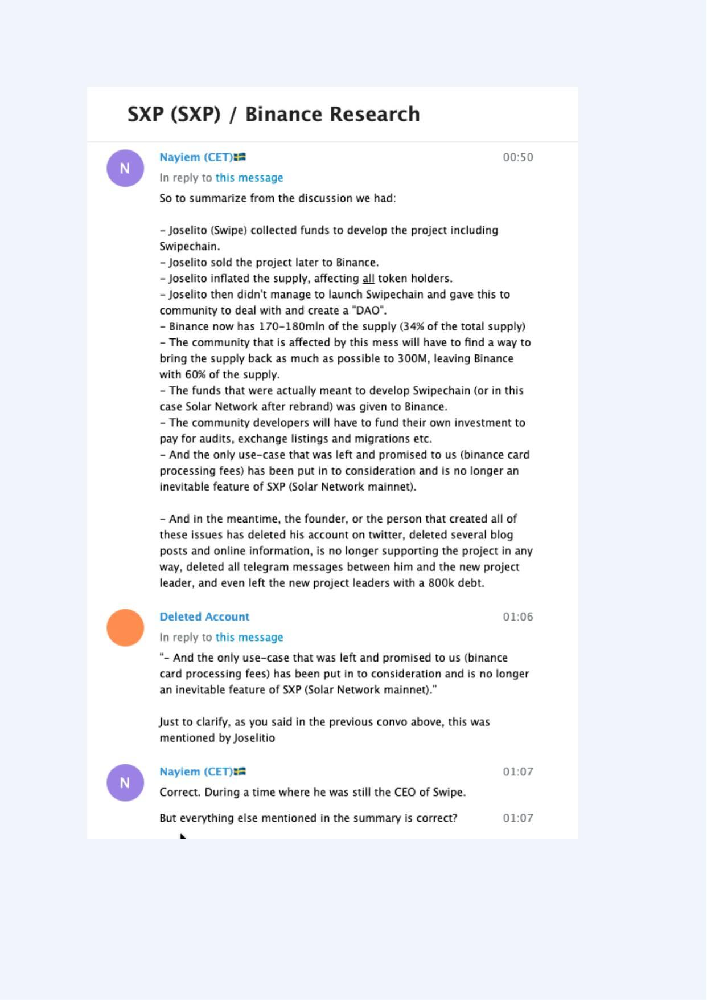 SXP (SXP) / Binance Research
N
Nayiem (CET)🇸🇪 00:50
In reply to this message
So to summarize from the discussion we had:
- Joselito (Swipe) collected funds to develop the project including
Swipechain.
- Joselito sold the project later to Binance.
- Joselito inflated the supply, affecting all token holders.
- Joselito then didn't manage to launch Swipechain and gave this to
community to deal with and create a "DAO".
- Binance now has 170-180mln of the supply (34% of the total supply)
- The community that is affected by this mess will have to find a way to
bring the supply back as much as possible to 300M, leaving Binance
with 60% of the supply.
- The funds that were actually meant to develop Swipechain (or in this
case Solar Network after rebrand) was given to Binance.
- The community developers will have to fund their own investment to
pay for audits, exchange listings and migrations etc.
- And the only use-case that was left and promised to us (binance card
processing fees) has been put in to consideration and is no longer an
inevitable feature of SXP (Solar Network mainnet).
- And in the meantime, the founder, or the person that created all of
these issues has deleted his account on twitter, deleted several blog
posts and online information, is no longer supporting the project in any
way, deleted all telegram messages between him and the new project
leader, and even left the new project leaders with a 800k debt.
Deleted Account 01:06
In reply to this message
"- And the only use-case that was left and promised to us (binance
card processing fees) has been put in to consideration and is no longer
an inevitable feature of SXP (Solar Network mainnet)."
Just to clarify, as you said in the previous convo above, this was
mentioned by Joselitio
N
Nayiem (CET)🇸🇪 01:07
Correct. During a time where he was still the CEO of Swipe.
But everything else mentioned in the summary is correct? 01:07